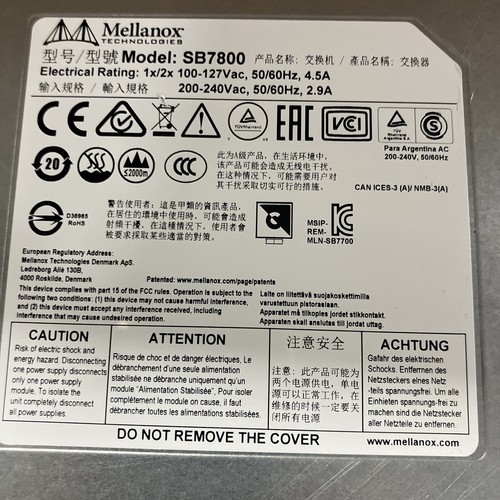 Mellanox
TECHNOLOGIES
型号/型號 Model: SB7800 产品名称: 交换机 / 產品名稱: 交換器
Electrical Rating: 1x/2x 100-127Vac, 50/60Hz, 4.5A
输入规格 / 輸入規格 200-240Vac, 50/60Hz, 2.9A
CE
TÜVRheinland
EAC
VCI
TÜV
Rheinland
Argentina
S
Para Argentina AC
200-240V, 50/60Hz
20
≤2000m
CCC
此为A级产品，在生活环境中，
该产品可能会造成无线电干扰。
在这种情况下，可能需要用户对
其干扰采取切实可行的措施。
CAN ICES-3 (A)/ NMB-3(A)
D36965
RoHS
警告使用者: 這是甲類的資訊產品，
在居住的環境中使用時，可能會造成
射頻干擾，在這種情況下，使用者會
被要求採取某些適當的對策。
MSIP-
REM-
MLN-SB7700
European Regulatory Address:
Mellanox Technologies Denmark ApS.
Ledreborg Allé 130B,
4000 Roskilde, Denmark
Patented: www.mellanox.com/page/patents
This device complies with part 15 of the FCC rules. Operation is subject to the
following two conditions: (1) this device may not cause harmful interference,
and (2) this device must accept any interference received, including
interference that may cause undesired operation.
Laite on liitettävä suojakoskettimilla
varustettuun pistorasiaan.
Apparatet må tilkoples jordet stikkontakt.
Apparaten skall anslutas till jordat uttag.
CAUTION
Risk of electric shock and
energy hazard. Disconnecting
one power supply disconnects
only one power supply
module. To isolate the
unit completely disconnect
all power supplies.
ATTENTION
Risque de choc et de danger électriques, Le
débranchement d'une seule alimentation
stabilisée ne débranche uniquement qu'un
module "Alimentation Stabilisée", Pour isoler
complètement le module en cause, il faut
débrancher toutes les alimentations stabilisées.
注意安全
注意: 此产品可能为
两个电源供电，单电
源可以正常工作，在
维修的时候一定要关
闭所有电源
ACHTUNG
Gefahr des elektrischen
Schocks. Entfernen des
Netzsteckers eines Netz-
teils spannungsfrei. Um alle
Einheiten spannungs-frei zu
machen sind die Netzstecker
aller Netzteile zu Entfernen.
DO NOT REMOVE THE COVER
www.mellanox.com